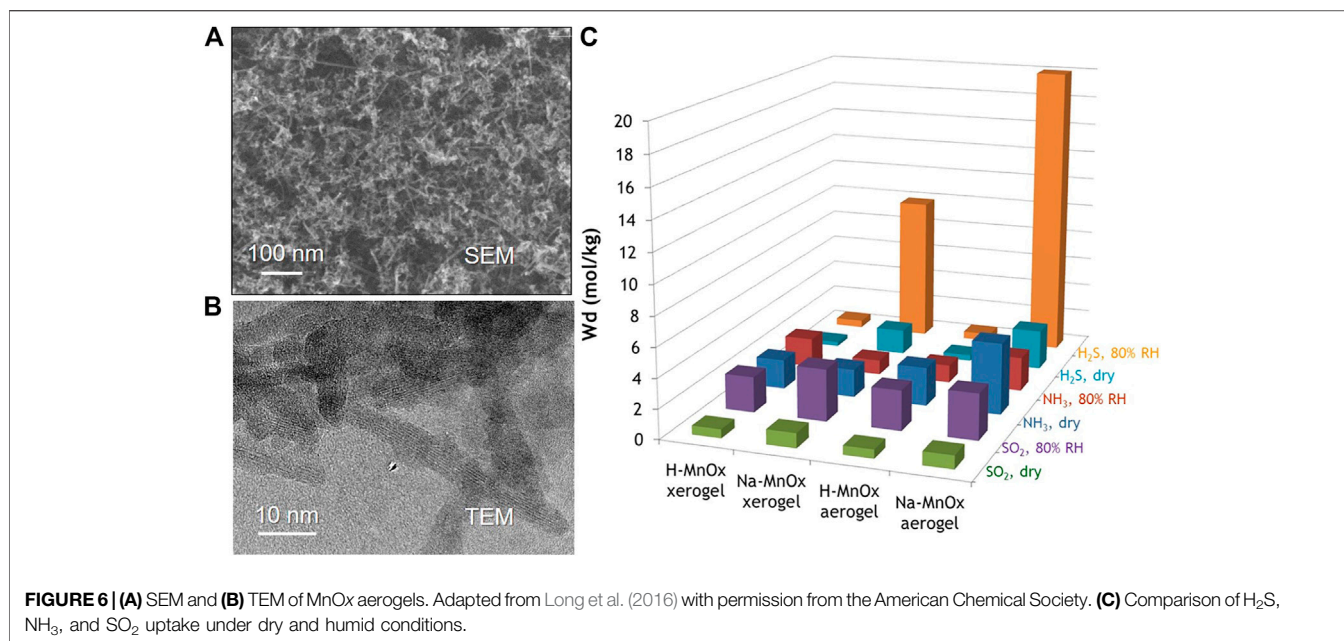 A
100 nm
SEM
B
10 nm
TEM
C
Wd (mol/kg)
20
18
16
14
12
10
8
6
4
2
0
H-MnOx
xerogel
Na-MnOx
xerogel
H-MnOx
aerogel
Na-MnOx
aerogel
H₂S, 80% RH
H₂S, dry
NH₃, 80% RH
NH₃, dry
SO₂, 80% RH
SO₂, dry
FIGURE 6 | (A) SEM and (B) TEM of MnOx aerogels. Adapted from Long et al. (2016) with permission from the American Chemical Society. (C) Comparison of H₂S,
NH₃, and SO₂ uptake under dry and humid conditions.